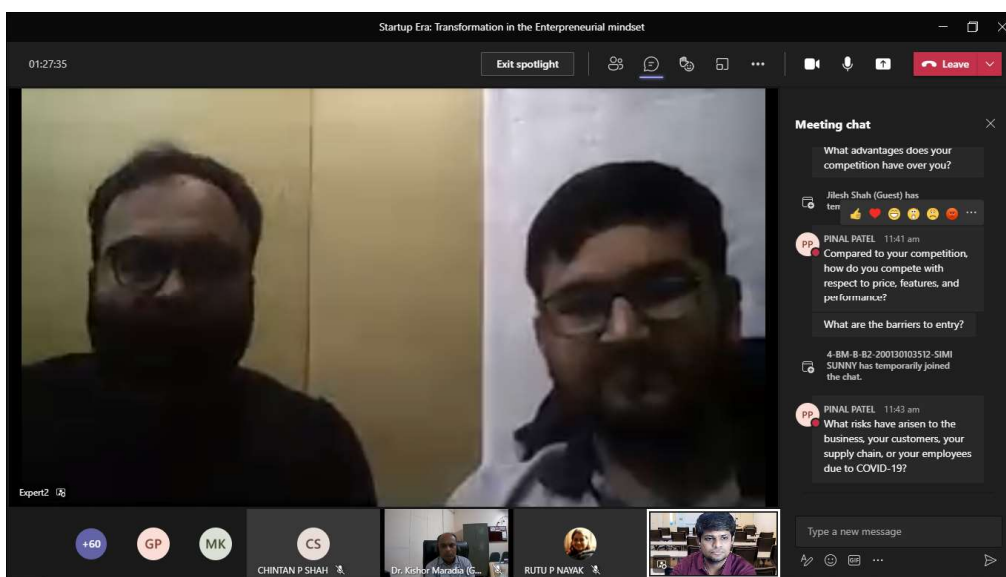 Startup Era: Transformation in the Enterpreneurial mindset
01:27:35
Exit spotlight
Leave
Meeting chat
What advantages does your
competition have over you?
Jilesh Shah (Guest) has
PINAL PATEL 11:41 am
PP
Compared to your competition,
how do you compete with
respect to price, features, and
performance?
What are the barriers to entry?
4-BM-B-B2-200130103512-SIMI
SUNNY has temporarily joined
the chat.
PINAL PATEL 11:43 am
PP
What risks have arisen to the
business, your customers, your
supply chain, or your employees
due to COVID-19?
Expert2
+60
GP
MK
CS
CHINTAN P SHAH
Dr. Kishor Maradia (G...
RUTU P NAYAK
Type a new message
GIF